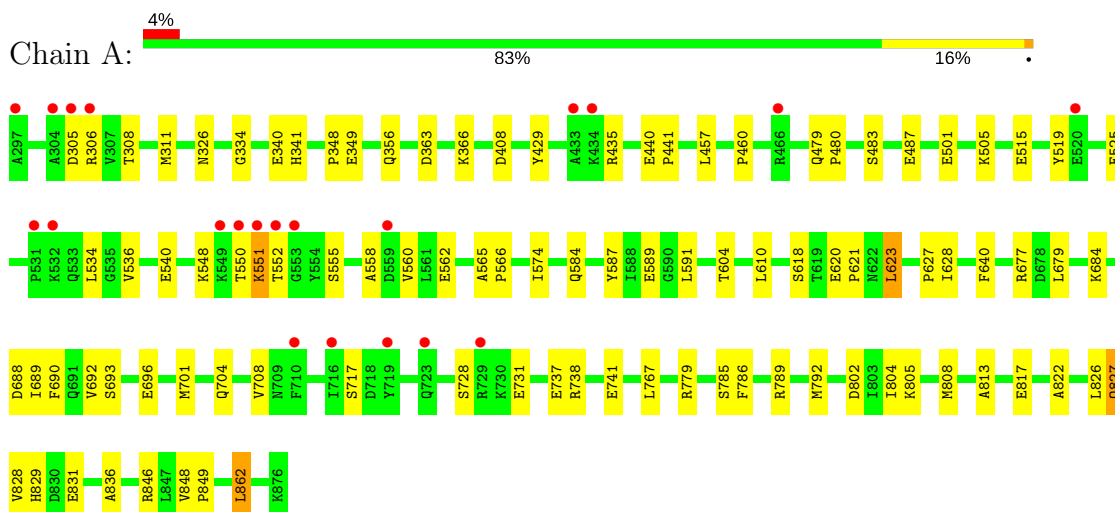 4%
Chain A:
83%
16%
•
A297 A304 D305 R306 V307 T308 M311 N326 G334 E340 H341 P348 E349 Q356 D363 K366 D408 Y429 A433 K434 R435 E440 P441 L457 P460 R466 Q479 P480 S483 E487 E501 K505 E515 Y519 E520
P531 K532 Q533 L534 G535 V536 E540 K548 K549 T550 K551 T552 G553 Y554 S555 A558 D559 V560 L561 E562 A565 P566 I574 Q584 Y587 I588 E589 G590 L591 T604 L610 S618 T619 E620 P621 N622 L623 P627 I628 F640 R677 D678 L679 K684
D688 I689 F690 Q691 V692 S693 E696 M701 Q704 V708 N709 F710 I716 S717 D718 Y719 Q723 S728 R729 K730 E731 E737 R738 E741 L767 R779 S785 F786 R789 M792 D802 I803 I804 K805 M808 A813 E817 A822 L826
V828 H829 D830 E831 A836 R846 L847 V848 P849 L862 K876